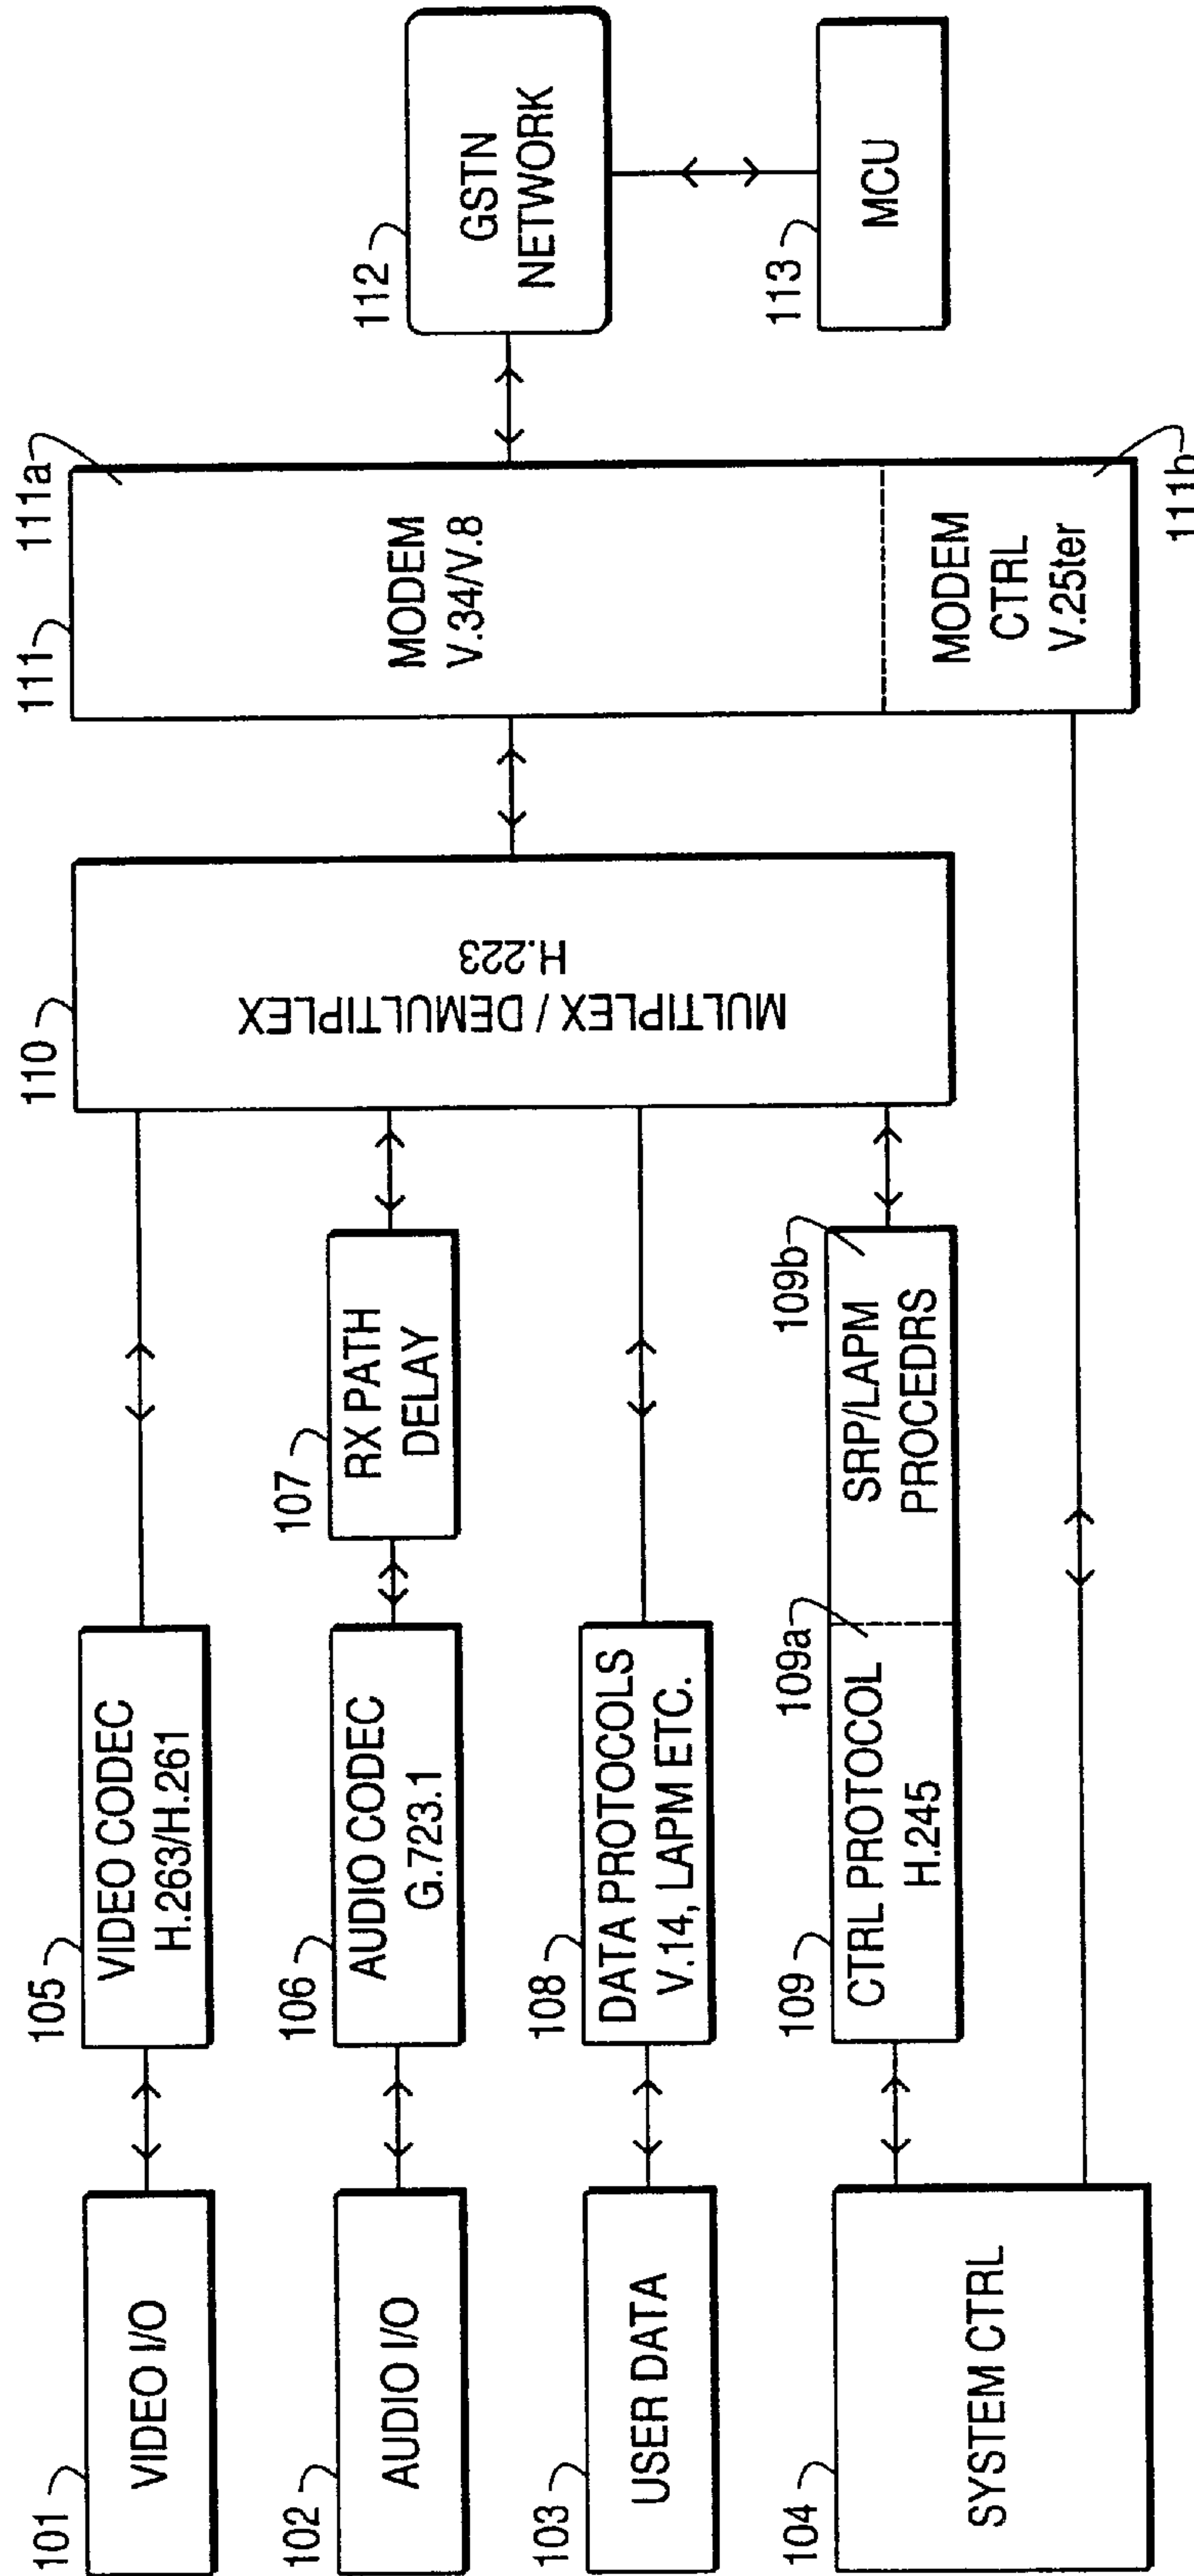 101
VIDEO I/O
105
VIDEO CODEC
H.263/H.261
102
AUDIO I/O
106
AUDIO CODEC
G.723.1
107
RX PATH
DELAY
103
USER DATA
108
DATA PROTOCOLS
V.14, LAPM ETC.
104
SYSTEM CTRL
109
CTRL PROTOCOL
H.245
109a
109b
SRP/LAPM
PROCEDRS
110
MULTIPLEX / DEMULTIPLEX
H.223
111
111a
MODEM
V.34/V.8
MODEM
CTRL
V.25ter
111b
112
GSTN
NETWORK
113
MCU